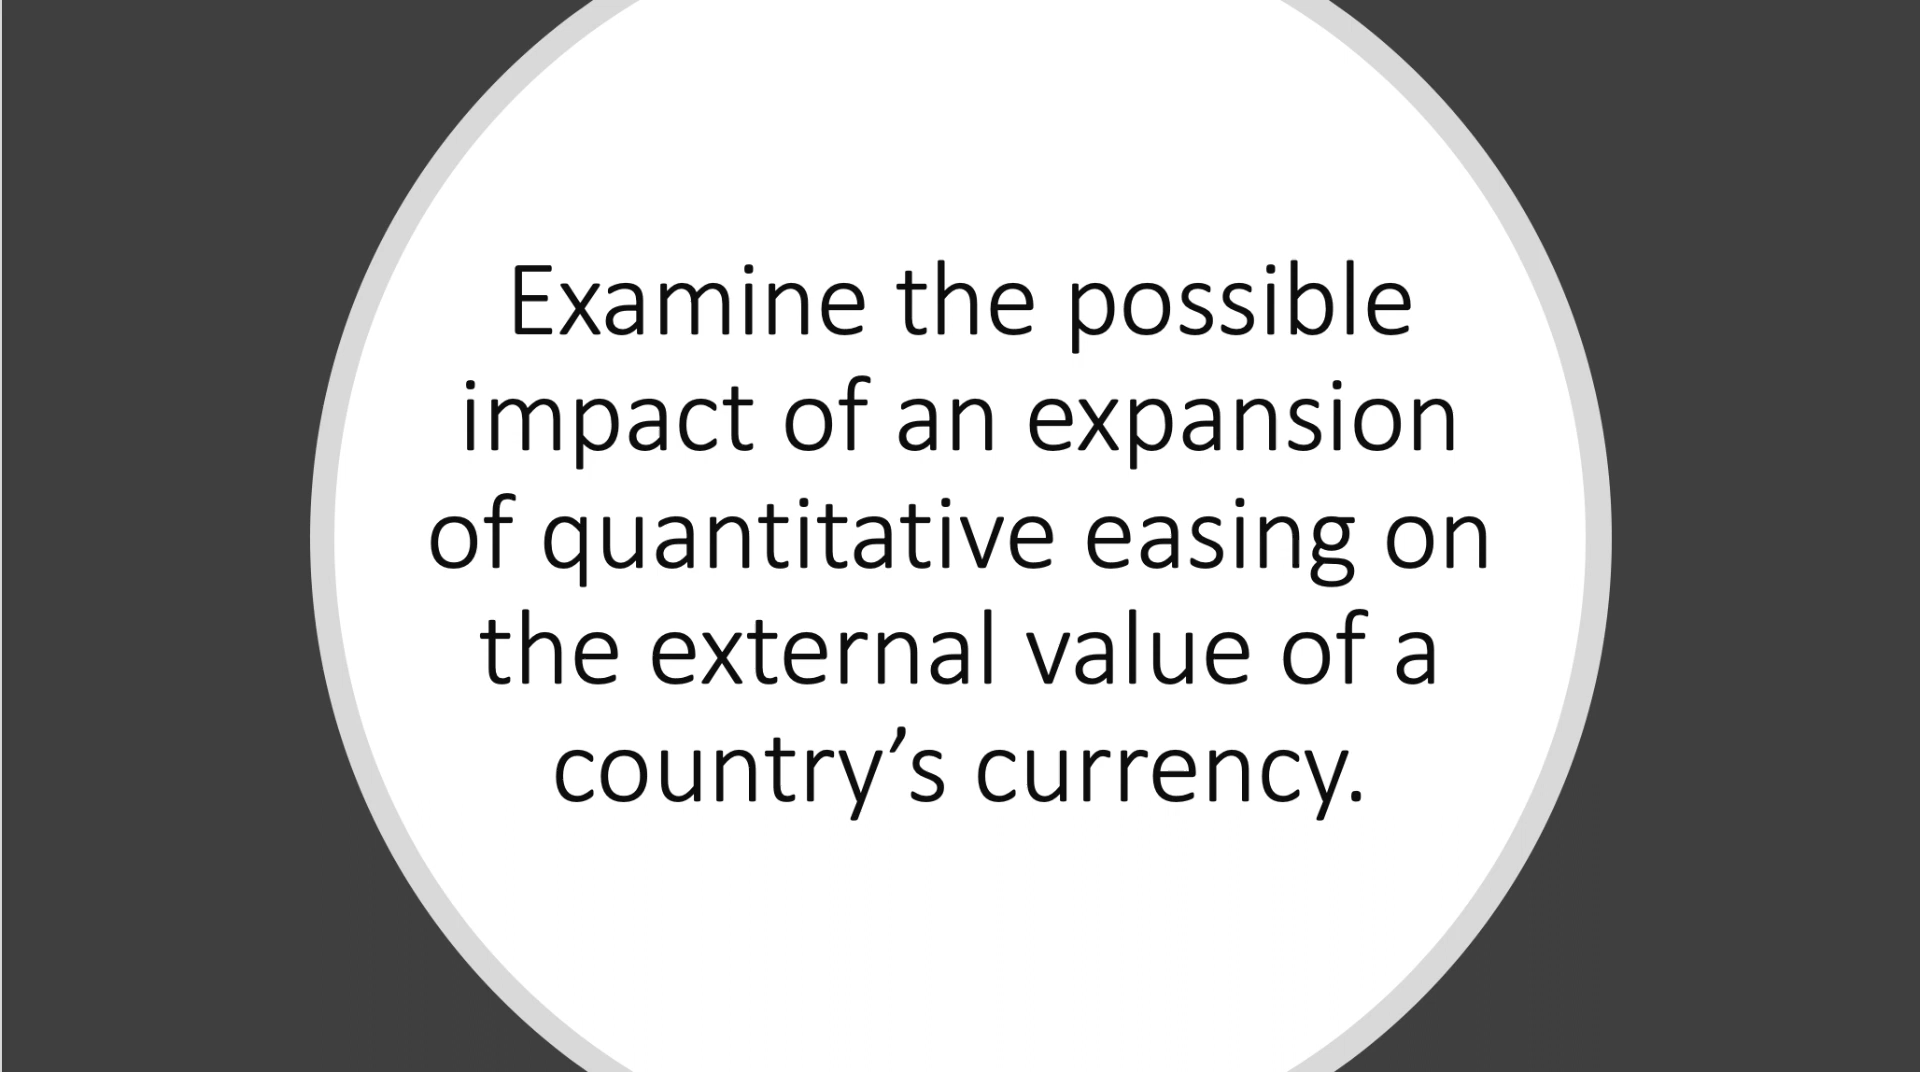 Examine the possible
impact of an expansion
of quantitative easing on
the external value of a
country’s currency.